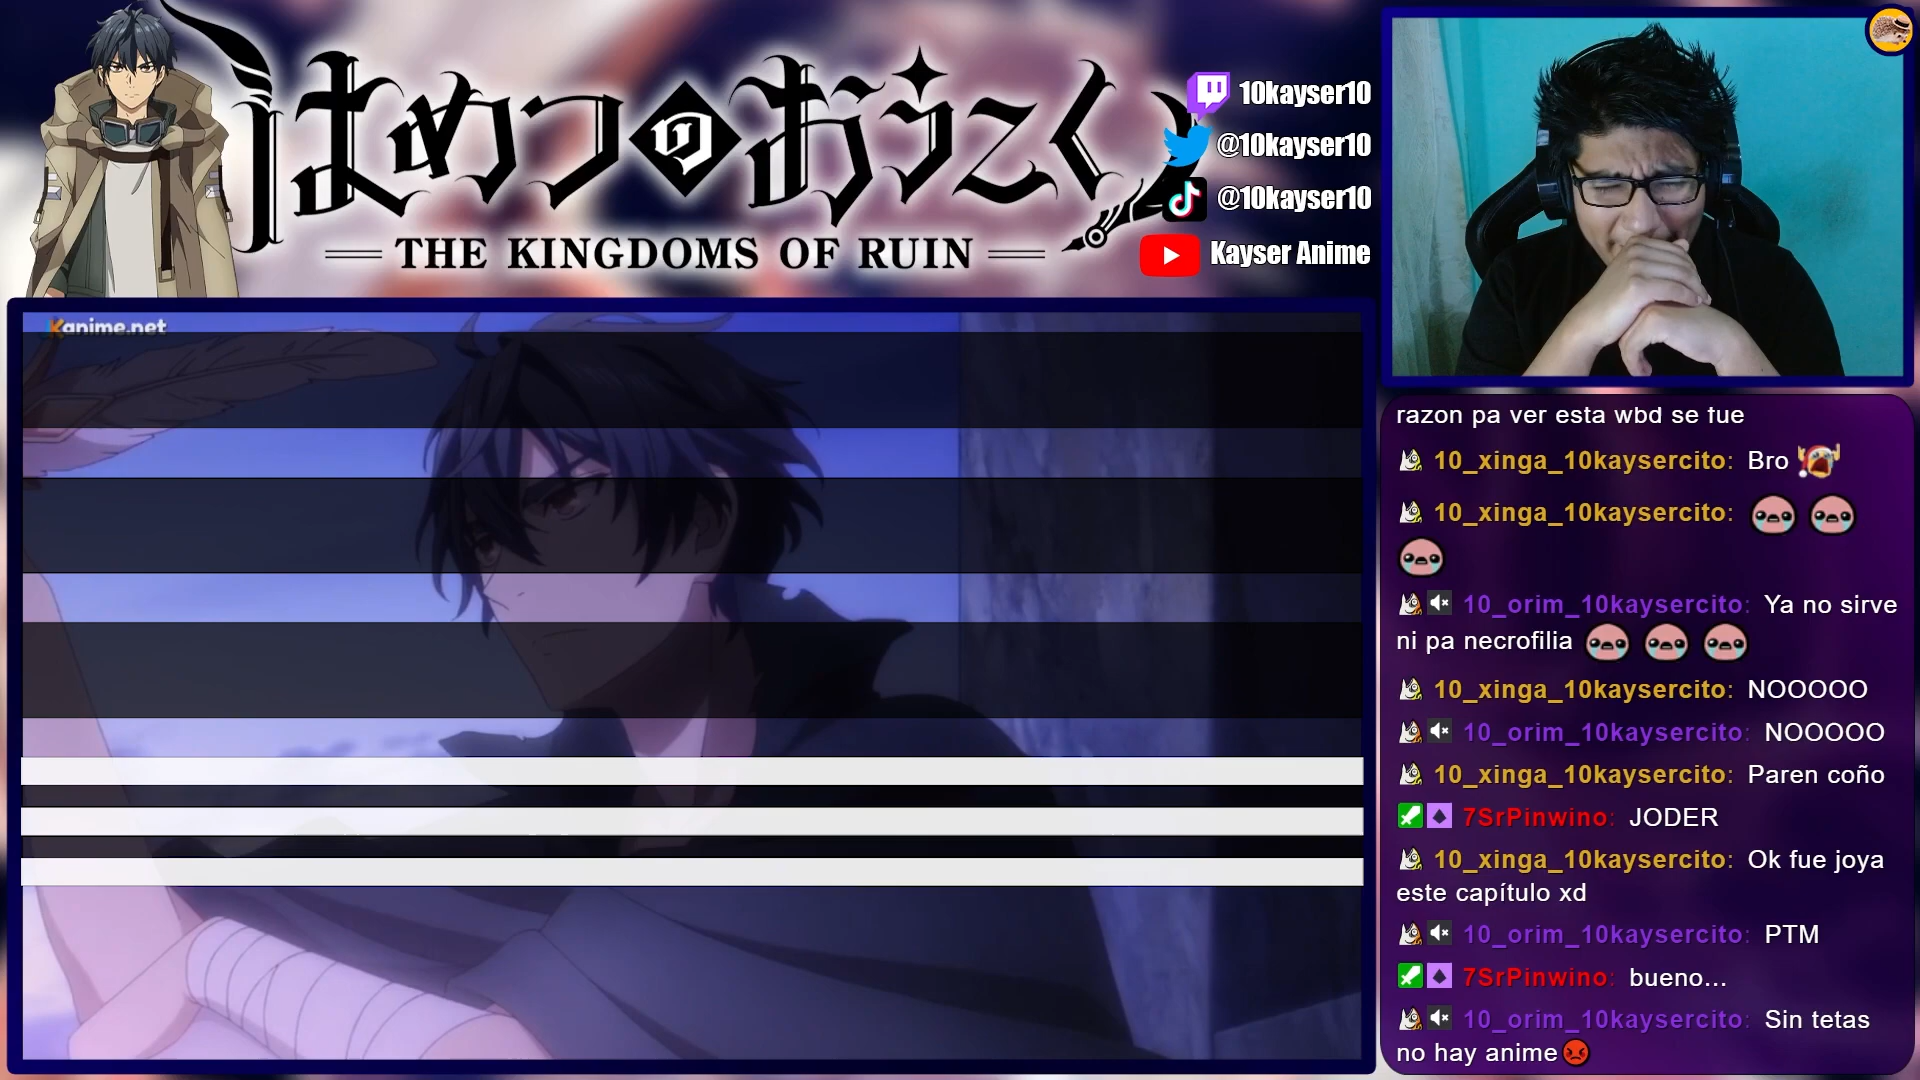 はめつのおうこく
THE KINGDOMS OF RUIN
10kayser10
@10kayser10
@10kayser10
Kayser Anime
Kanime.net
razon pa ver esta wbd se fue
10_xinga_10kaysercito: Bro
10_xinga_10kaysercito:
10_orim_10kaysercito: Ya no sirve
ni pa necrofilia
10_xinga_10kaysercito: NOOOOO
10_orim_10kaysercito: NOOOOO
10_xinga_10kaysercito: Paren coño
7SrPinwino: JODER
10_xinga_10kaysercito: Ok fue joya
este capítulo xd
10_orim_10kaysercito: PTM
7SrPinwino: bueno...
10_orim_10kaysercito: Sin tetas
no hay anime